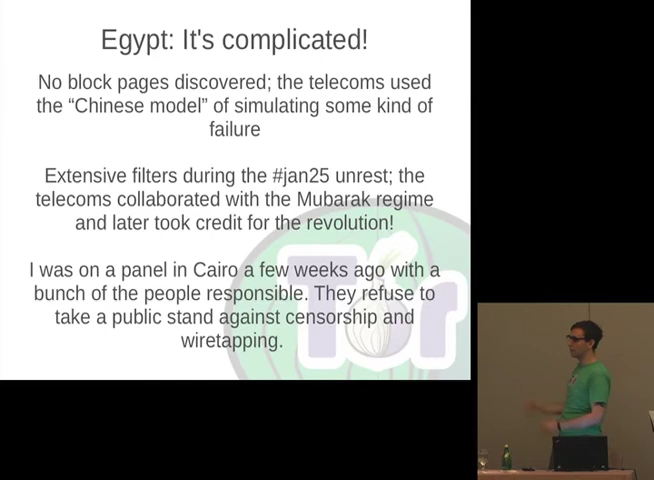 Egypt: It's complicated!
No block pages discovered; the telecoms used
the “Chinese model” of simulating some kind of
failure
Extensive filters during the #jan25 unrest; the
telecoms collaborated with the Mubarak regime
and later took credit for the revolution!
I was on a panel in Cairo a few weeks ago with a
bunch of the people responsible. They refuse to
take a public stand against censorship and
wiretapping.
Tor